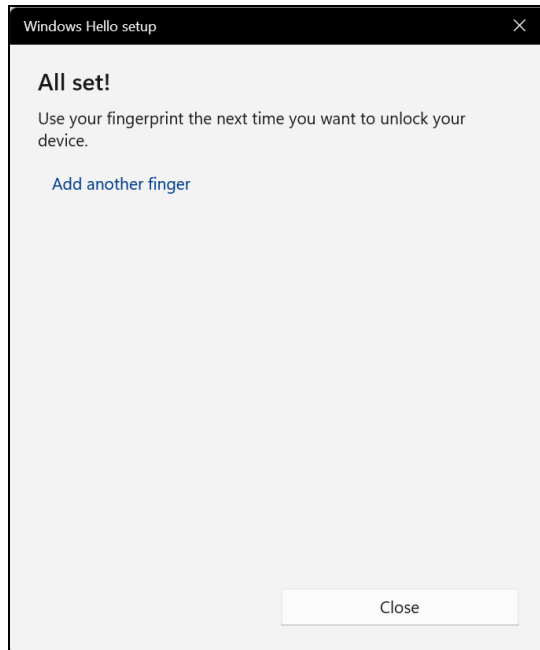 Windows Hello setup
All set!
Use your fingerprint the next time you want to unlock your
device.
Add another finger
Close